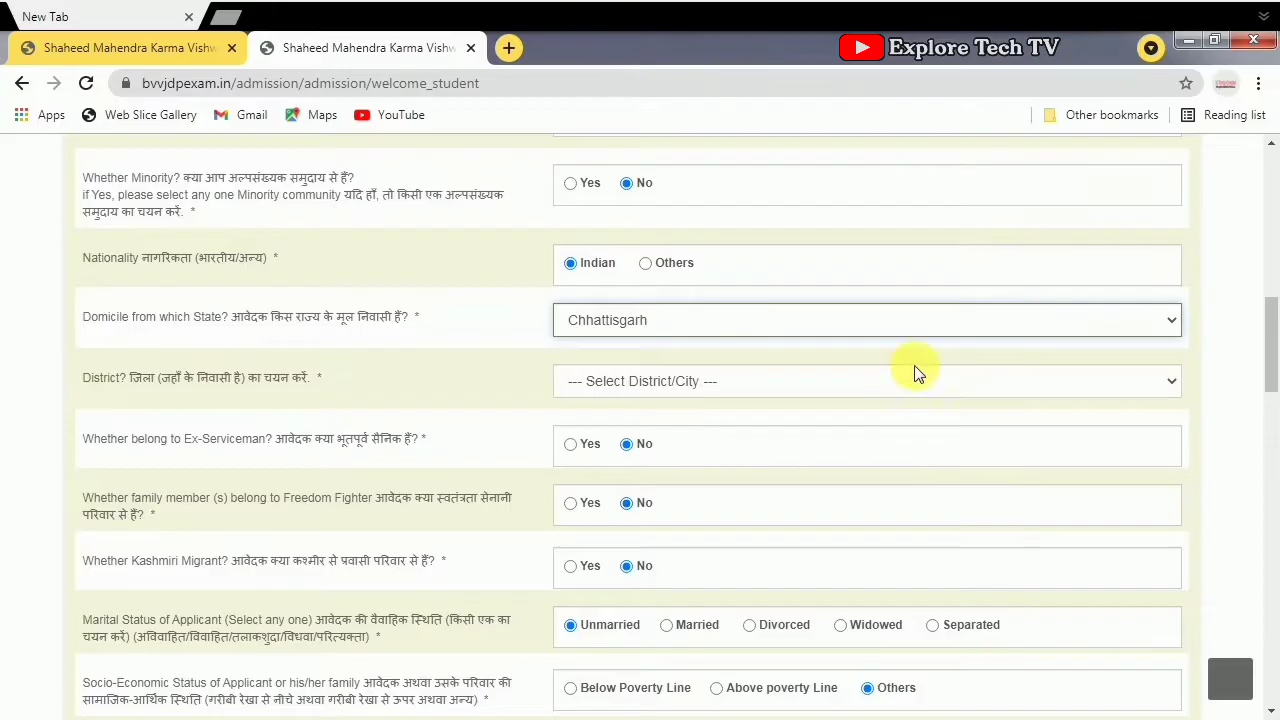 New Tab
Shaheed Mahendra Karma Vishw
Shaheed Mahendra Karma Vishw
Explore Tech TV
bvvjdpexam.in/admission/admission/welcome_student
Apps Web Slice Gallery Gmail Maps YouTube Other bookmarks Reading list
Whether Minority? क्या आप अल्पसंख्यक समुदाय से हैं?
if Yes, please select any one Minority community यदि हाँ, तो किसी एक अल्पसंख्यक
समुदाय का चयन करें. *
Yes No
Nationality नागरिकता (भारतीय/अन्य) *
Indian Others
Domicile from which State? आवेदक किस राज्य के मूल निवासी हैं? *
Chhattisgarh
District? जिला (जहाँ के निवासी है) का चयन करें. *
--- Select District/City ---
Whether belong to Ex-Serviceman? आवेदक क्या भूतपूर्व सैनिक हैं? *
Yes No
Whether family member (s) belong to Freedom Fighter आवेदक क्या स्वतंत्रता सेनानी
परिवार से हैं? *
Yes No
Whether Kashmiri Migrant? आवेदक क्या कश्मीर से प्रवासी परिवार से हैं? *
Yes No
Marital Status of Applicant (Select any one) आवेदक की वैवाहिक स्थिति (किसी एक का
चयन करें) (अविवाहित/विवाहित/तलाकशुदा/विधवा/परित्यक्ता) *
Unmarried Married Divorced Widowed Separated
Socio-Economic Status of Applicant or his/her family आवेदक अथवा उसके परिवार की
सामाजिक-आर्थिक स्थिति (गरीबी रेखा से नीचे अथवा गरीबी रेखा से ऊपर अथवा अन्य) *
Below Poverty Line Above poverty Line Others